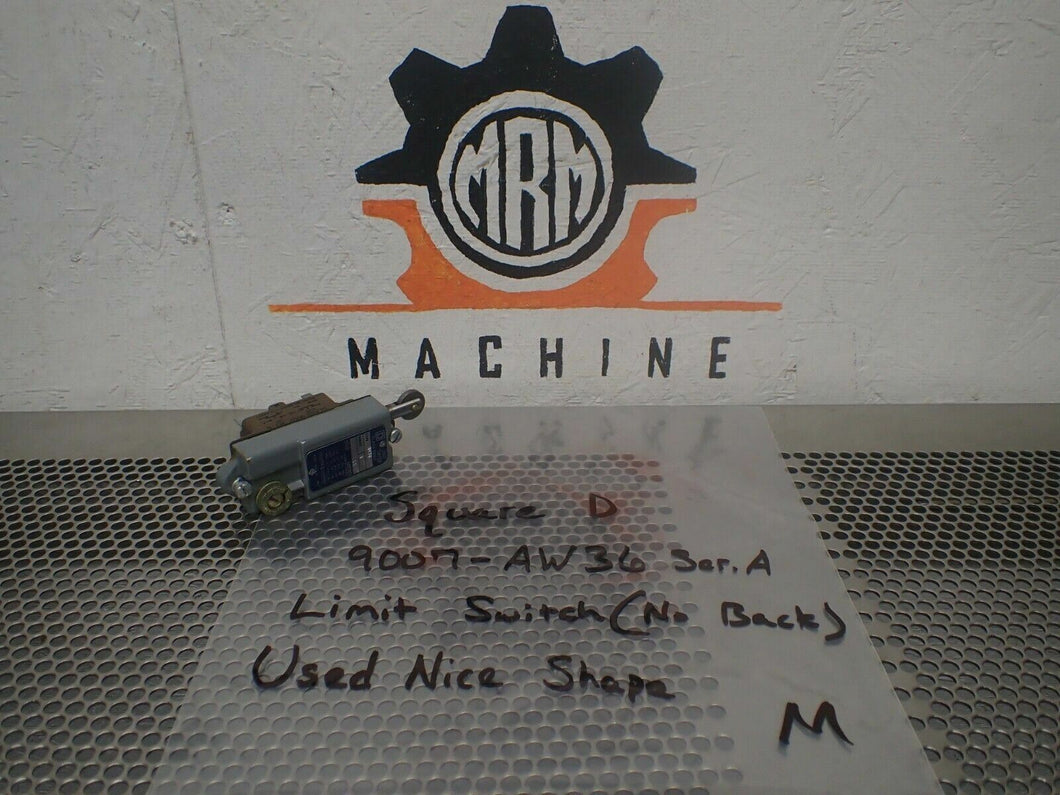 MRM
MACHINE
Square D
9007-AW36 Ser. A
Limit Switch (No Back)
Used Nice Shape
M